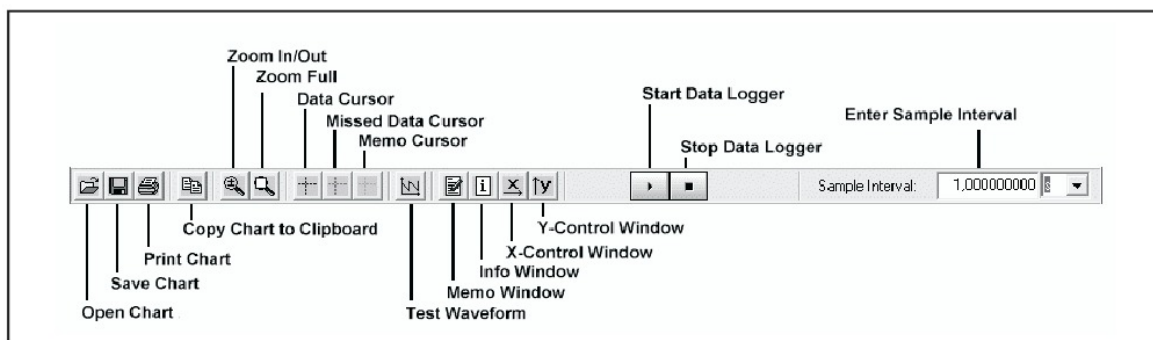 Zoom In/Out
Zoom Full
Data Cursor
Missed Data Cursor
Memo Cursor
Start Data Logger
Stop Data Logger
Enter Sample Interval
Sample Interval: 1,000000000
Y-Control Window
X-Control Window
Info Window
Memo Window
Test Waveform
Copy Chart to Clipboard
Print Chart
Save Chart
Open Chart